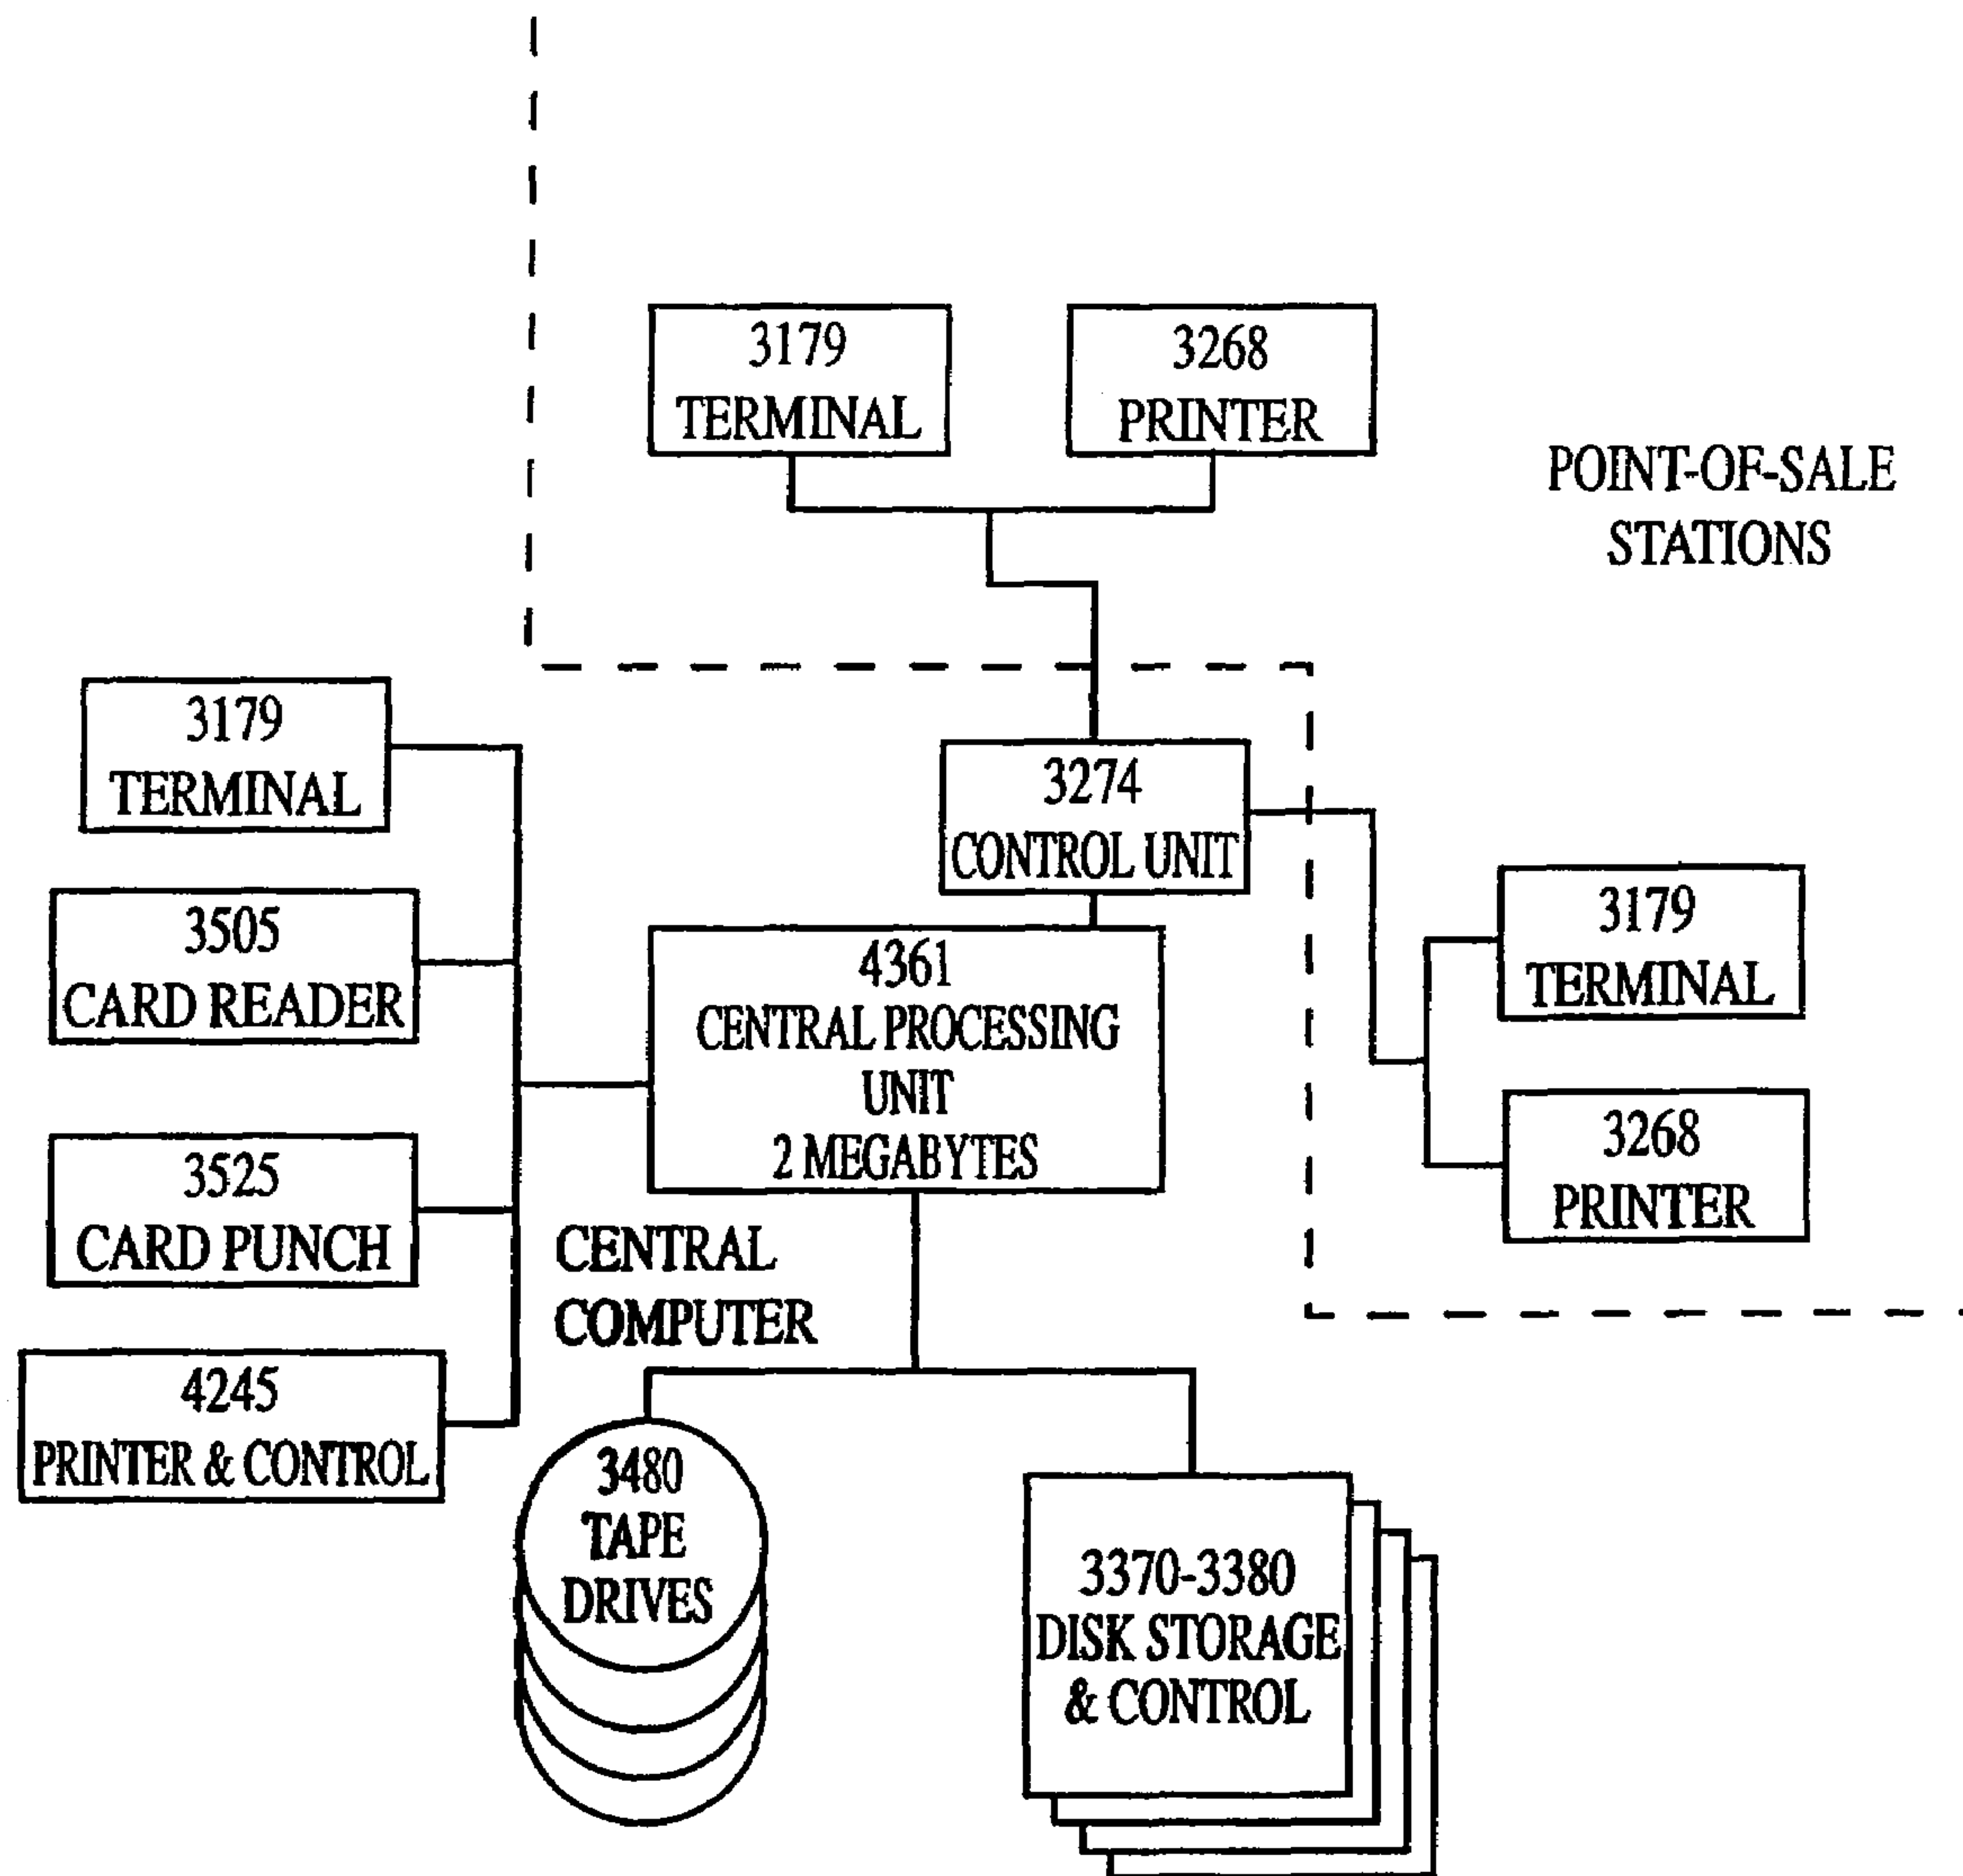 3179
TERMINAL
3268
PRINTER
POINT-OF-SALE
STATIONS
3179
TERMINAL
3274
CONTROL UNIT
3505
CARD READER
4361
CENTRAL PROCESSING
UNIT
2 MEGABYTES
3179
TERMINAL
3525
CARD PUNCH
3268
PRINTER
CENTRAL
COMPUTER
4245
PRINTER & CONTROL
3480
TAPE
DRIVES
3370-3380
DISK STORAGE
& CONTROL